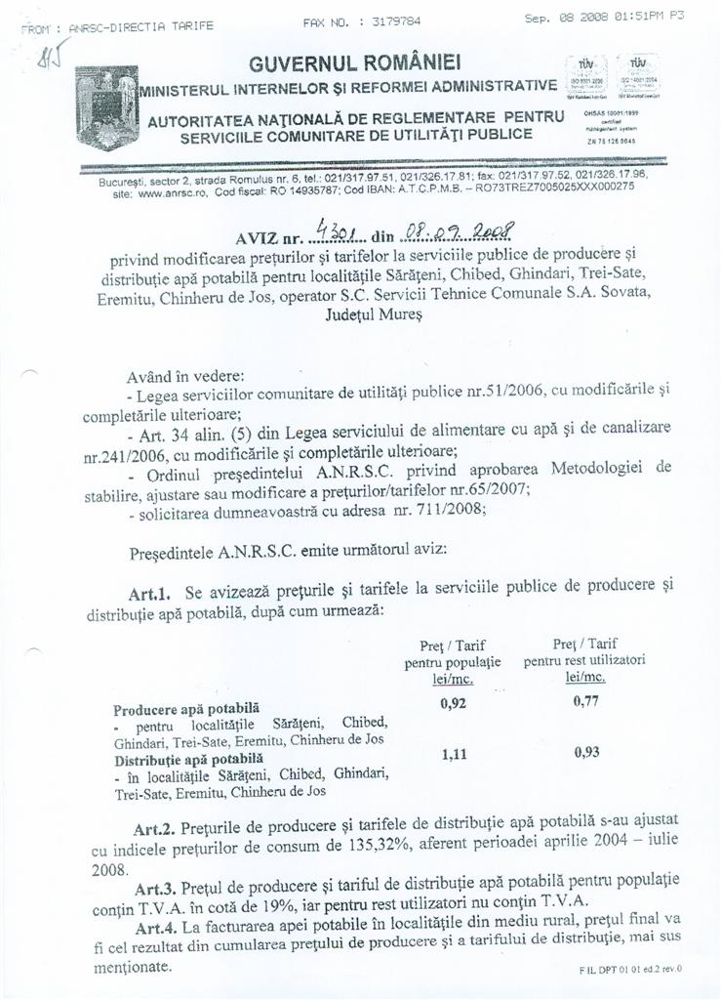 FROM : ANRSC-DIRECTIA TARIFE
FAX NO. : 3179784
Sep. 08 2008 01:51PM P3
GUVERNUL ROMÂNIEI
MINISTERUL INTERNELOR ŞI REFORMEI ADMINISTRATIVE
AUTORITATEA NAŢIONALĂ DE REGLEMENTARE PENTRU
SERVICIILE COMUNITARE DE UTILITĂŢI PUBLICE
TÜV TÜV
OHSAS 18001:1999
certified
management system
ZN 75 126 0045
Bucureşti, sector 2, strada Romulus nr. 6, tel.: 021/317.97.51, 021/326.17.81; fax: 021/317.97.52, 021/326.17.96,
site: www.anrsc.ro, Cod fiscal: RO 14935787; Cod IBAN: A.T.C.P.M.B. – RO73TREZ7005025XXX000275
AVIZ nr. 4301 din 08.09.2008
privind modificarea preţurilor şi tarifelor la serviciile publice de producere şi
distribuţie apă potabilă pentru localităţile Sărăţeni, Chibed, Ghindari, Trei-Sate,
Eremitu, Chinheru de Jos, operator S.C. Servicii Tehnice Comunale S.A. Sovata,
Judeţul Mureş
Având în vedere:
- Legea serviciilor comunitare de utilităţi publice nr.51/2006, cu modificările şi
completările ulterioare;
- Art. 34 alin. (5) din Legea serviciului de alimentare cu apă şi de canalizare
nr.241/2006, cu modificările şi completările ulterioare;
- Ordinul preşedintelui A.N.R.S.C. privind aprobarea Metodologiei de
stabilire, ajustare sau modificare a preţurilor/tarifelor nr.65/2007;
- solicitarea dumneavoastră cu adresa nr. 711/2008;
Preşedintele A.N.R.S.C. emite următorul aviz:
Art.1. Se avizează preţurile şi tarifele la serviciile publice de producere şi
distribuţie apă potabilă, după cum urmează:
Preţ / Tarif Preţ / Tarif
pentru populaţie pentru rest utilizatori
lei/mc. lei/mc.
Producere apă potabilă 0,92 0,77
- pentru localităţile Sărăţeni, Chibed,
Ghindari, Trei-Sate, Eremitu, Chinheru de Jos
Distribuţie apă potabilă 1,11 0,93
- în localităţile Sărăţeni, Chibed, Ghindari,
Trei-Sate, Eremitu, Chinheru de Jos
Art.2. Preţurile de producere şi tarifele de distribuţie apă potabilă s-au ajustat
cu indicele preţurilor de consum de 135,32%, aferent perioadei aprilie 2004 – iulie
2008.
Art.3. Preţul de producere şi tariful de distribuţie apă potabilă pentru populaţie
conţin T.V.A. în cotă de 19%, iar pentru rest utilizatori nu conţin T.V.A.
Art.4. La facturarea apei potabile în localităţile din mediu rural, preţul final va
fi cel rezultat din cumularea preţului de producere şi a tarifului de distribuţie, mai sus
menţionate.
F IL DPT 01 01 ed.2 rev.0